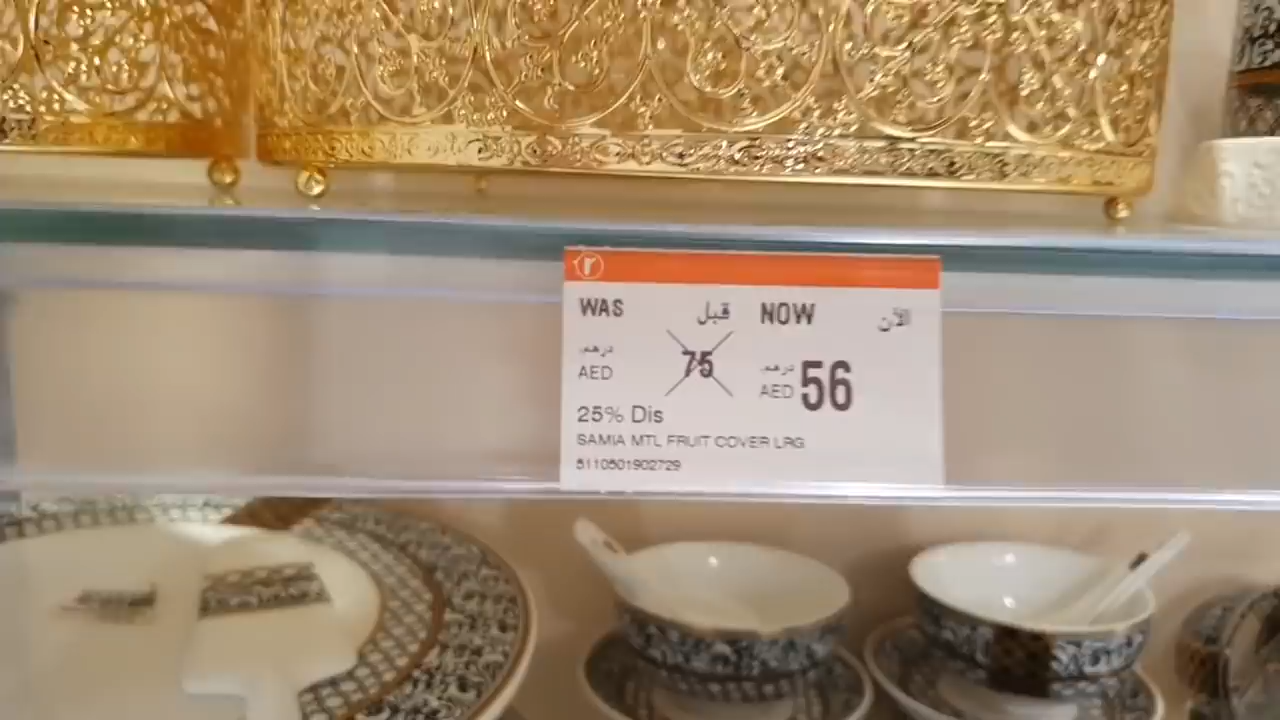 r
WAS قبل NOW الآن
درهم. AED 75 درهم. AED 56
25% Dis
SAMIA MTL FRUIT COVER LRG
5110501902729